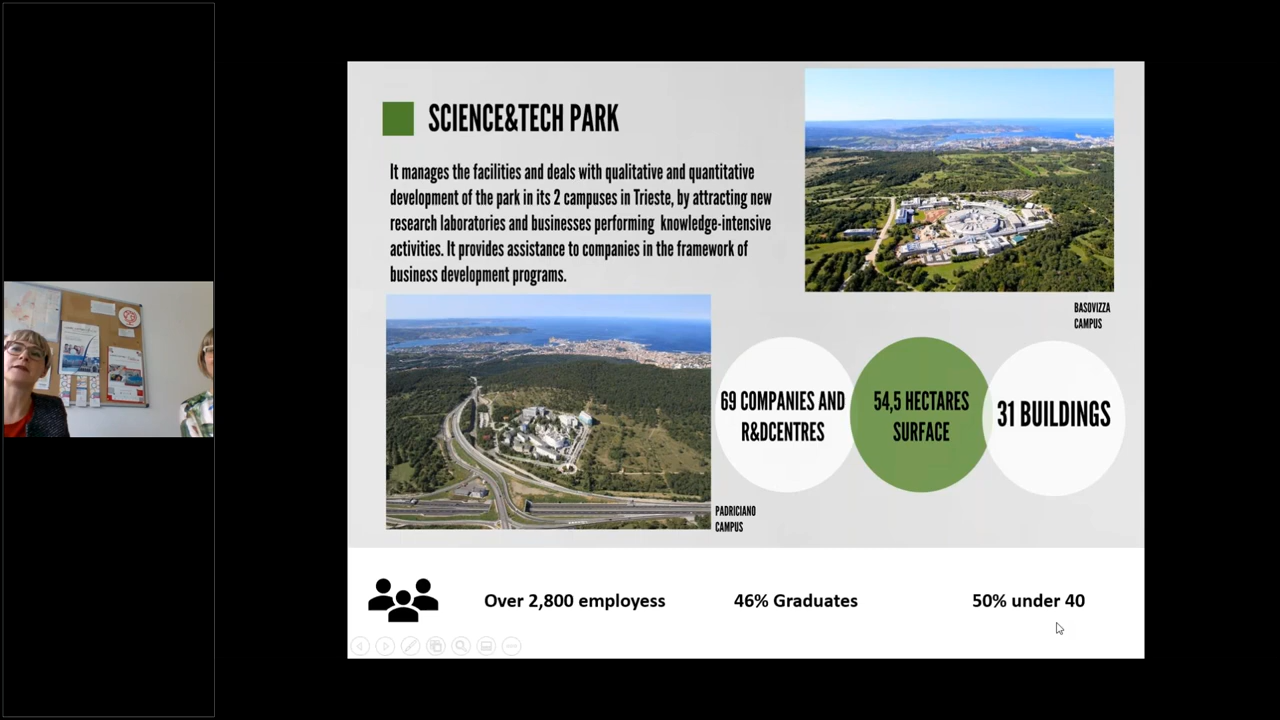 SCIENCE&TECH PARK
It manages the facilities and deals with qualitative and quantitative
development of the park in its 2 campuses in Trieste, by attracting new
research laboratories and businesses performing knowledge-intensive
activities. It provides assistance to companies in the framework of
business development programs.
BASOVIZZA
CAMPUS
69 COMPANIES AND
R&DCENTRES
54,5 HECTARES
SURFACE
31 BUILDINGS
PADRICIANO
CAMPUS
Over 2,800 employess
46% Graduates
50% under 40